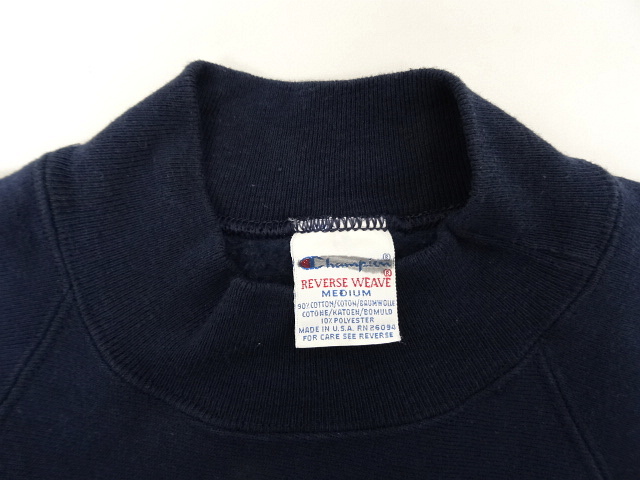 Champion®
REVERSE WEAVE®
MEDIUM
90% COTTON/COTON/BAUMWOLLE
COTONE/KATOEN/BOMULD
10% POLYESTER
MADE IN U.S.A. RN 26094
FOR CARE SEE REVERSE